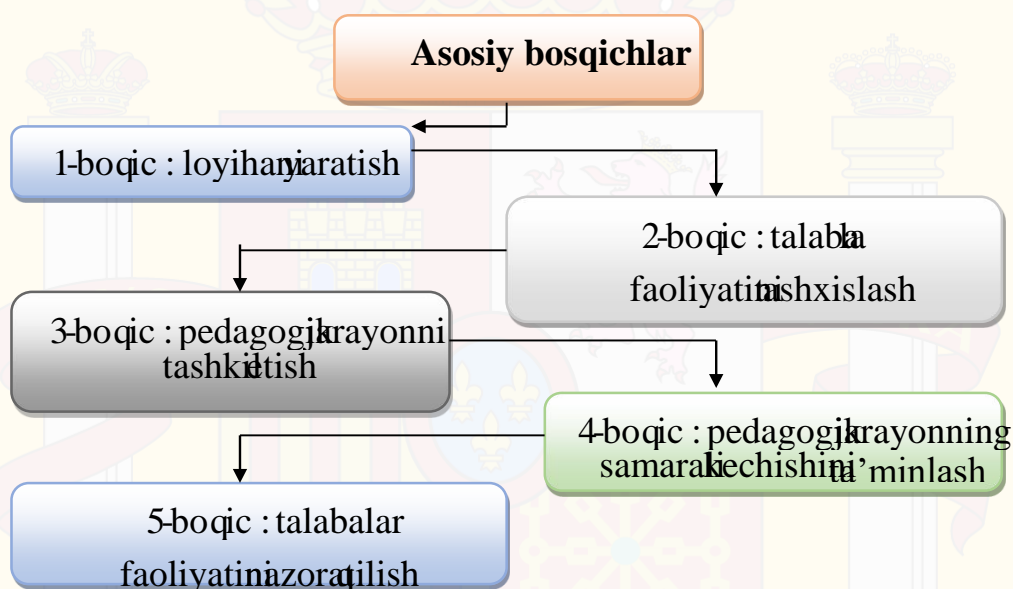 Asosiy bosqichlar
1-boqic : loyihani yaratish
2-boqic : talaba la
faoliyatini tashxislash
3-boqic : pedagogik jarayonni
tashkil etish
4-boqic : pedagogik jarayonning
samarali kechishini ta’minlash
5-boqic : talabalar
faoliyatini nazorat qilish